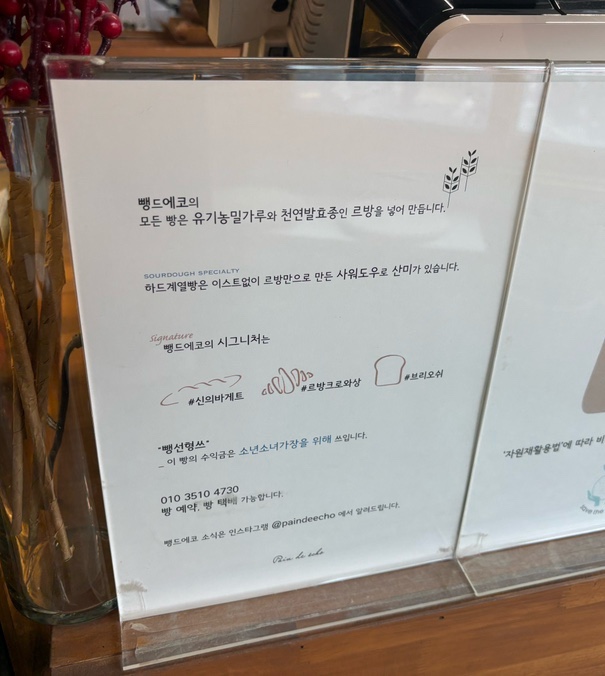 뺑드에코의
모든 빵은 유기농밀가루와 천연발효종인 르방을 넣어 만듭니다.
SOURDOUGH SPECIALTY
하드계열빵은 이스트없이 르방만으로 만든 사워도우로 산미가 있습니다.
Signature
뺑드에코의 시그니처는
#신의바게트 #르방크로와상 #브리오쉬
"뺑선형쓰"
_ 이 빵의 수익금은 소년소녀가장을 위해 쓰입니다.
010 3510 4730
빵 예약, 빵 택배 가능합니다.
뺑드에코 소식은 인스타그램 @paindeecho 에서 알려드립니다.
Pain de echo
'자원재활용법'에 따라 비
love the